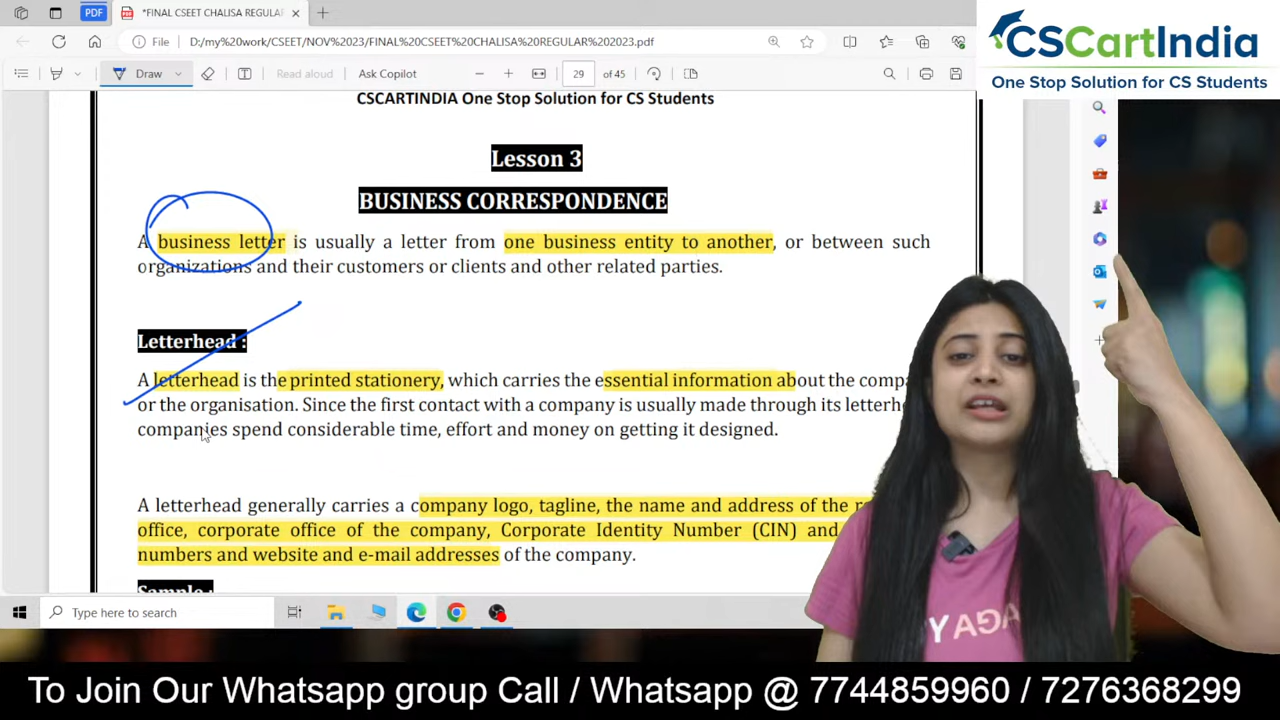 PDF
*FINAL CSEET CHALISA REGULAR
File
D:/my%20work/CSEET/NOV%2023/FINAL%20CSEET%20CHALISA%20REGULAR%202023.pdf
Draw
Read aloud
Ask Copilot
29
of 45
CSCartIndia
One Stop Solution for CS Students
CSCARTINDIA One Stop Solution for CS Students
Lesson 3
BUSINESS CORRESPONDENCE
A business letter is usually a letter from one business entity to another, or between such
organizations and their customers or clients and other related parties.
Letterhead :
A letterhead is the printed stationery, which carries the essential information about the
or the organisation. Since the first contact with a company is usually made through its
companies spend considerable time, effort and money on getting it designed.
A letterhead generally carries a company logo, tagline, the name and address of the
office, corporate office of the company, Corporate Identity Number (CIN) and
numbers and website and e-mail addresses of the company.
Sample :
Type here to search
To Join Our Whatsapp group Call / Whatsapp @ 7744859960 / 7276368299